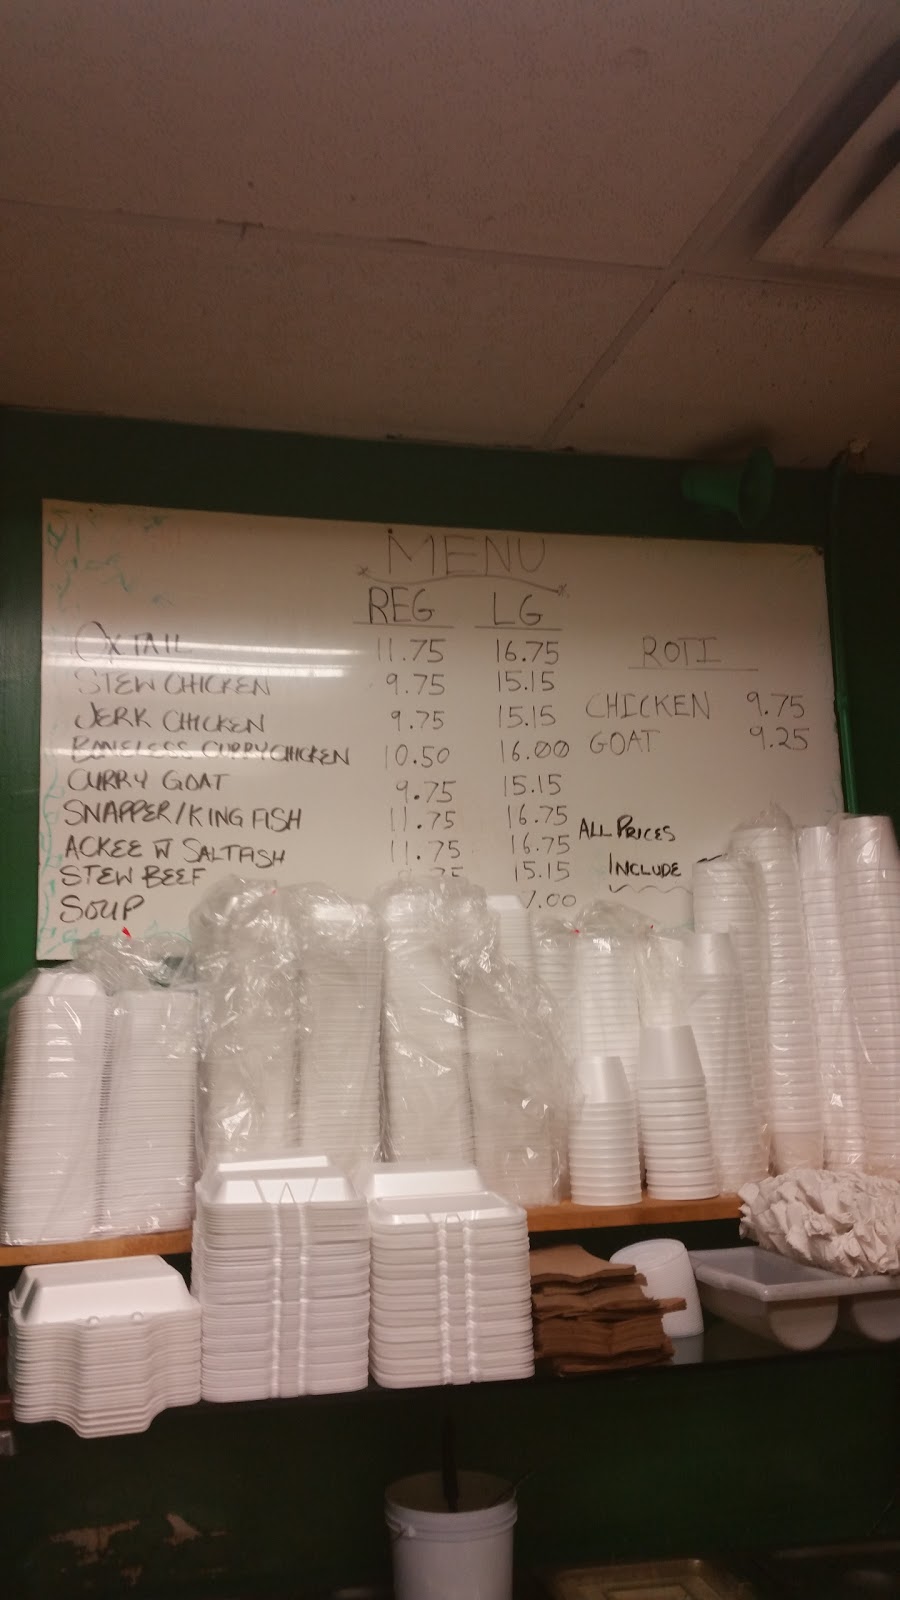 MENU
REG LG
OXTAIL 11.75 16.75
STEW CHICKEN 9.75 15.15
JERK CHICKEN 9.75 15.15
BONELESS CURRY CHICKEN 10.50 16.00
CURRY GOAT 9.75 15.15
SNAPPER/KING FISH 11.75 16.75
ACKEE W SALTFISH 11.75 16.75
STEW BEEF 15.15
SOUP 7.00
ROTI
CHICKEN 9.75
GOAT 9.25
ALL PRICES
INCLUDE